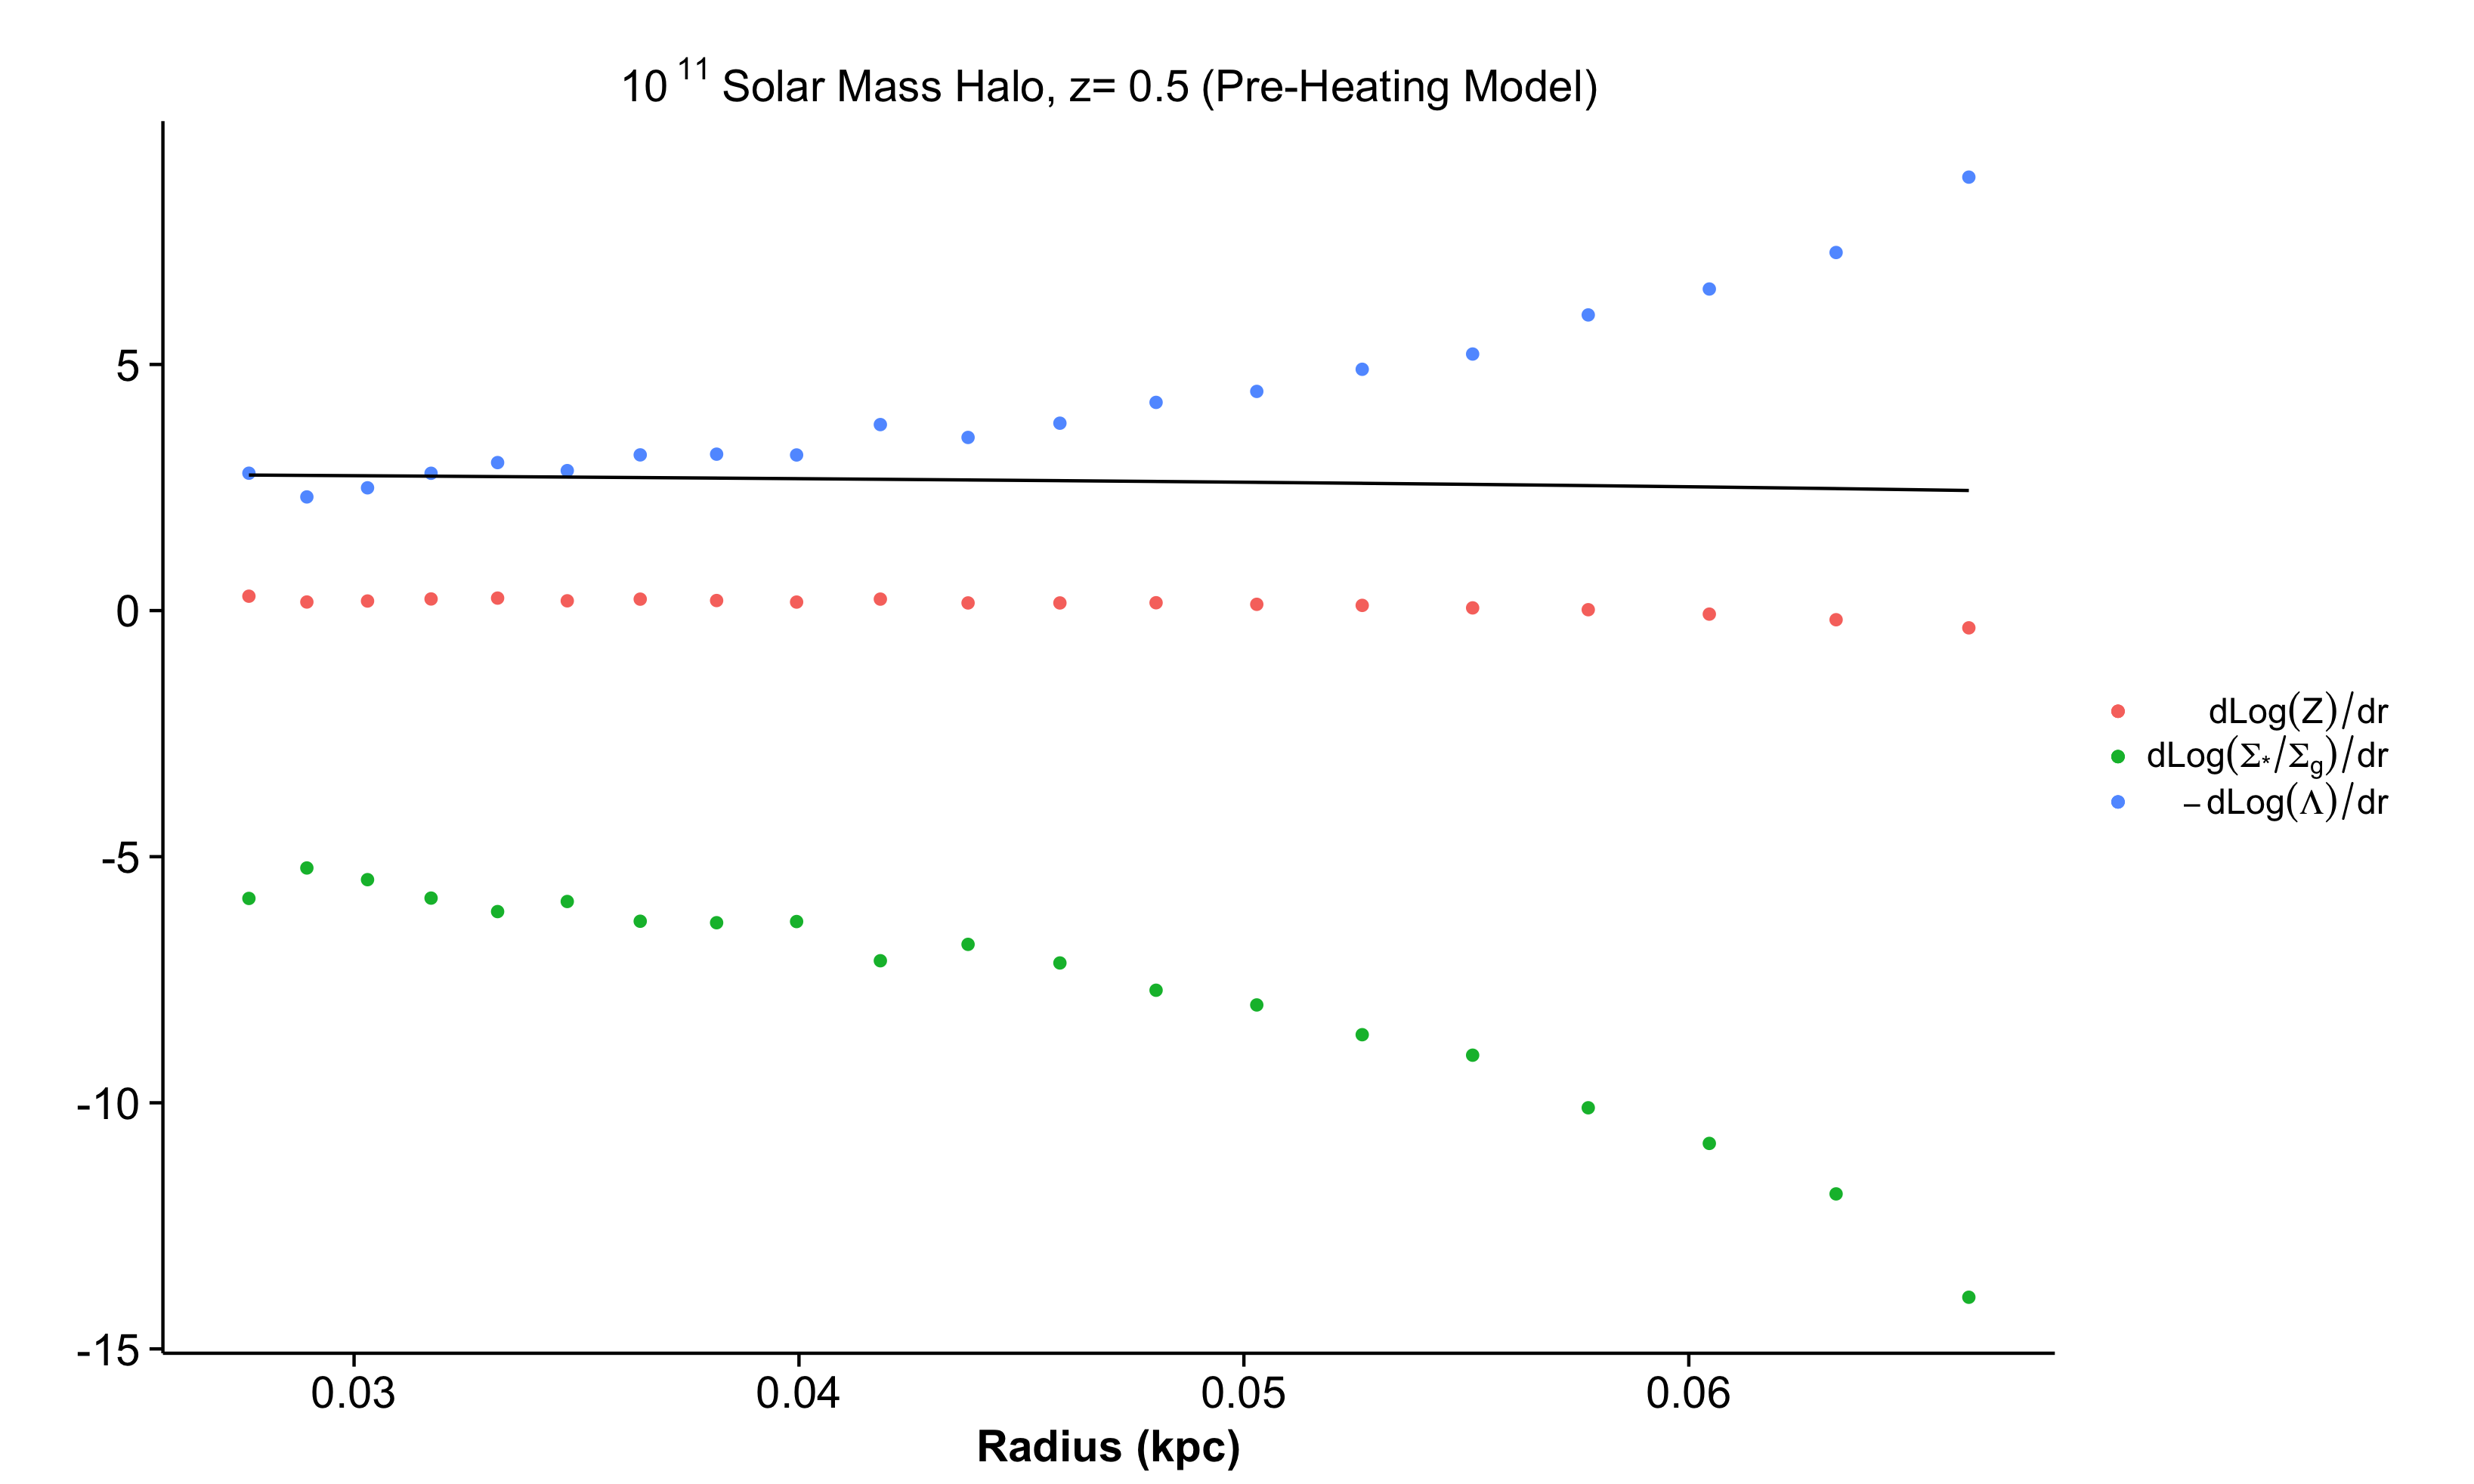 10^11 Solar Mass Halo, z= 0.5 (Pre-Heating Model)
5
0
-5
-10
-15
0.03 0.04 0.05 0.06
Radius (kpc)
dLog(Z)/dr
dLog(Σ*/Σg)/dr
−dLog(Λ)/dr